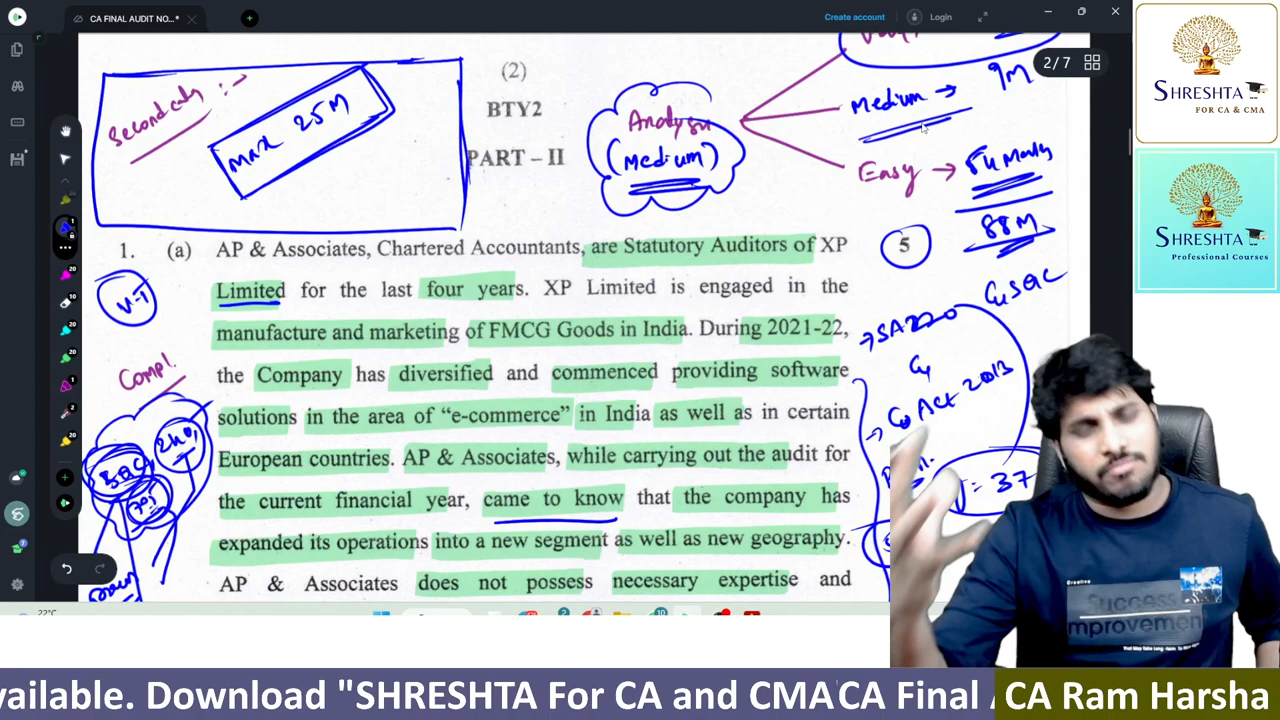 CA FINAL AUDIT NO...*
Create account
Login
2 / 7
(2)
BTY2
PART – II
Secondary :-
max 25M
Analysis
(medium)
Medium → 9M
Easy → 54 Marks
88M
1. (a) AP & Associates, Chartered Accountants, are Statutory Auditors of XP
5
Limited for the last four years. XP Limited is engaged in the
manufacture and marketing of FMCG Goods in India. During 2021-22,
the Company has diversified and commenced providing software
solutions in the area of "e-commerce" in India as well as in certain
European countries. AP & Associates, while carrying out the audit for
the current financial year, came to know that the company has
expanded its operations into a new segment as well as new geography.
AP & Associates does not possess necessary expertise and
V-I
Compl.
→SA220
→ Co Act 2013
= 37
22°C
SHRESHTA
FOR CA & CMA
SHRESHTA
Professional Courses
Creative
Success
improvement
vailable. Download "SHRESHTA For CA and CMA'CA Final
CA Ram Harsha